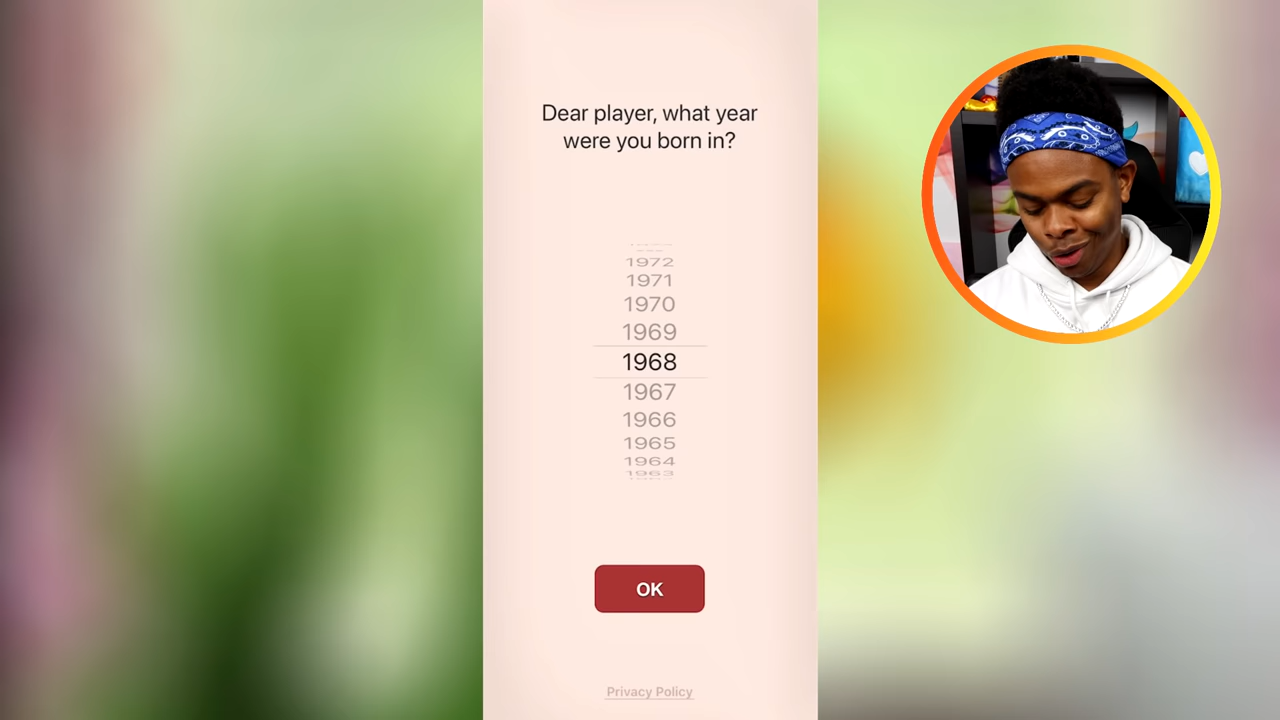 Dear player, what year
were you born in?
1972
1971
1970
1969
1968
1967
1966
1965
1964
1963
OK
Privacy Policy